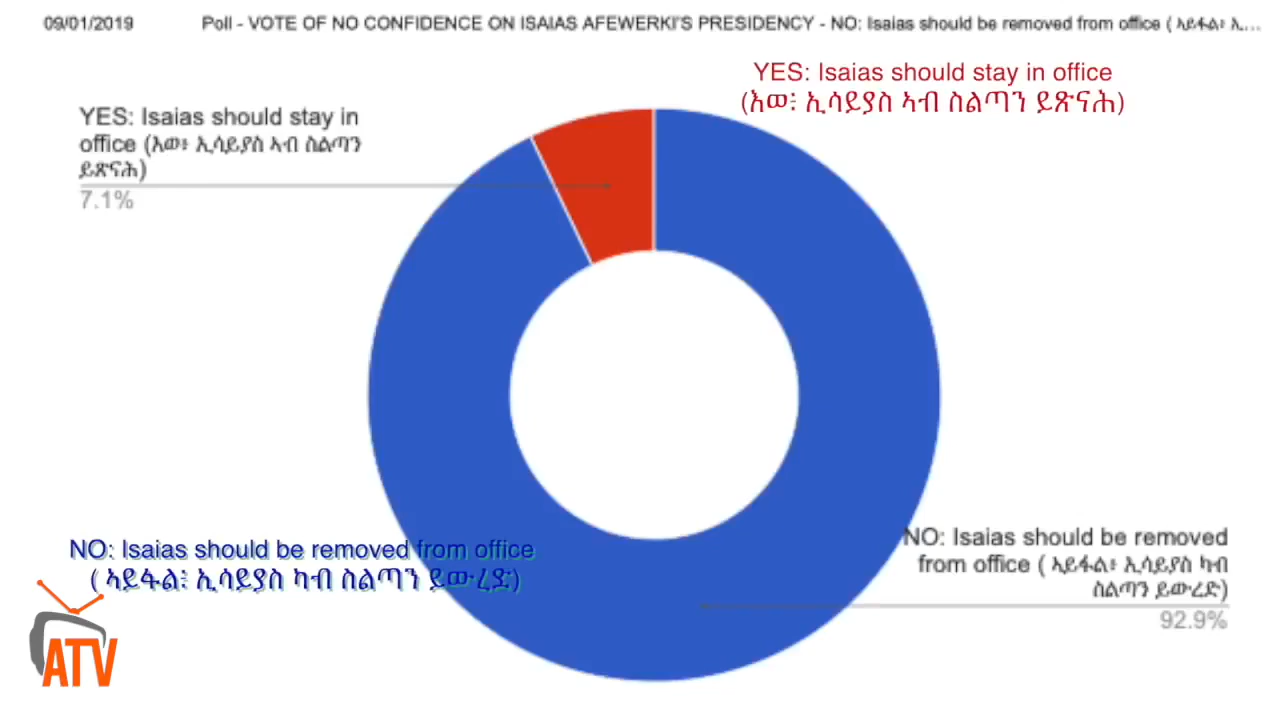 09/01/2019 Poll - VOTE OF NO CONFIDENCE ON ISAIAS AFEWERKI'S PRESIDENCY - NO: Isaias should be removed from office ( ኣይፋል፥ ኢ...
YES: Isaias should stay in office
(እወ፥ ኢሳይያስ ኣብ ስልጣን ይጽናሕ)
YES: Isaias should stay in
office (እወ፥ ኢሳይያስ ኣብ ስልጣን
ይጽናሕ)
7.1%
NO: Isaias should be removed
from office ( ኣይፋል፥ ኢሳይያስ ካብ
ስልጣን ይውረድ)
92.9%
NO: Isaias should be removed from office
( ኣይፋል፥ ኢሳይያስ ካብ ስልጣን ይውረድ)
ATV